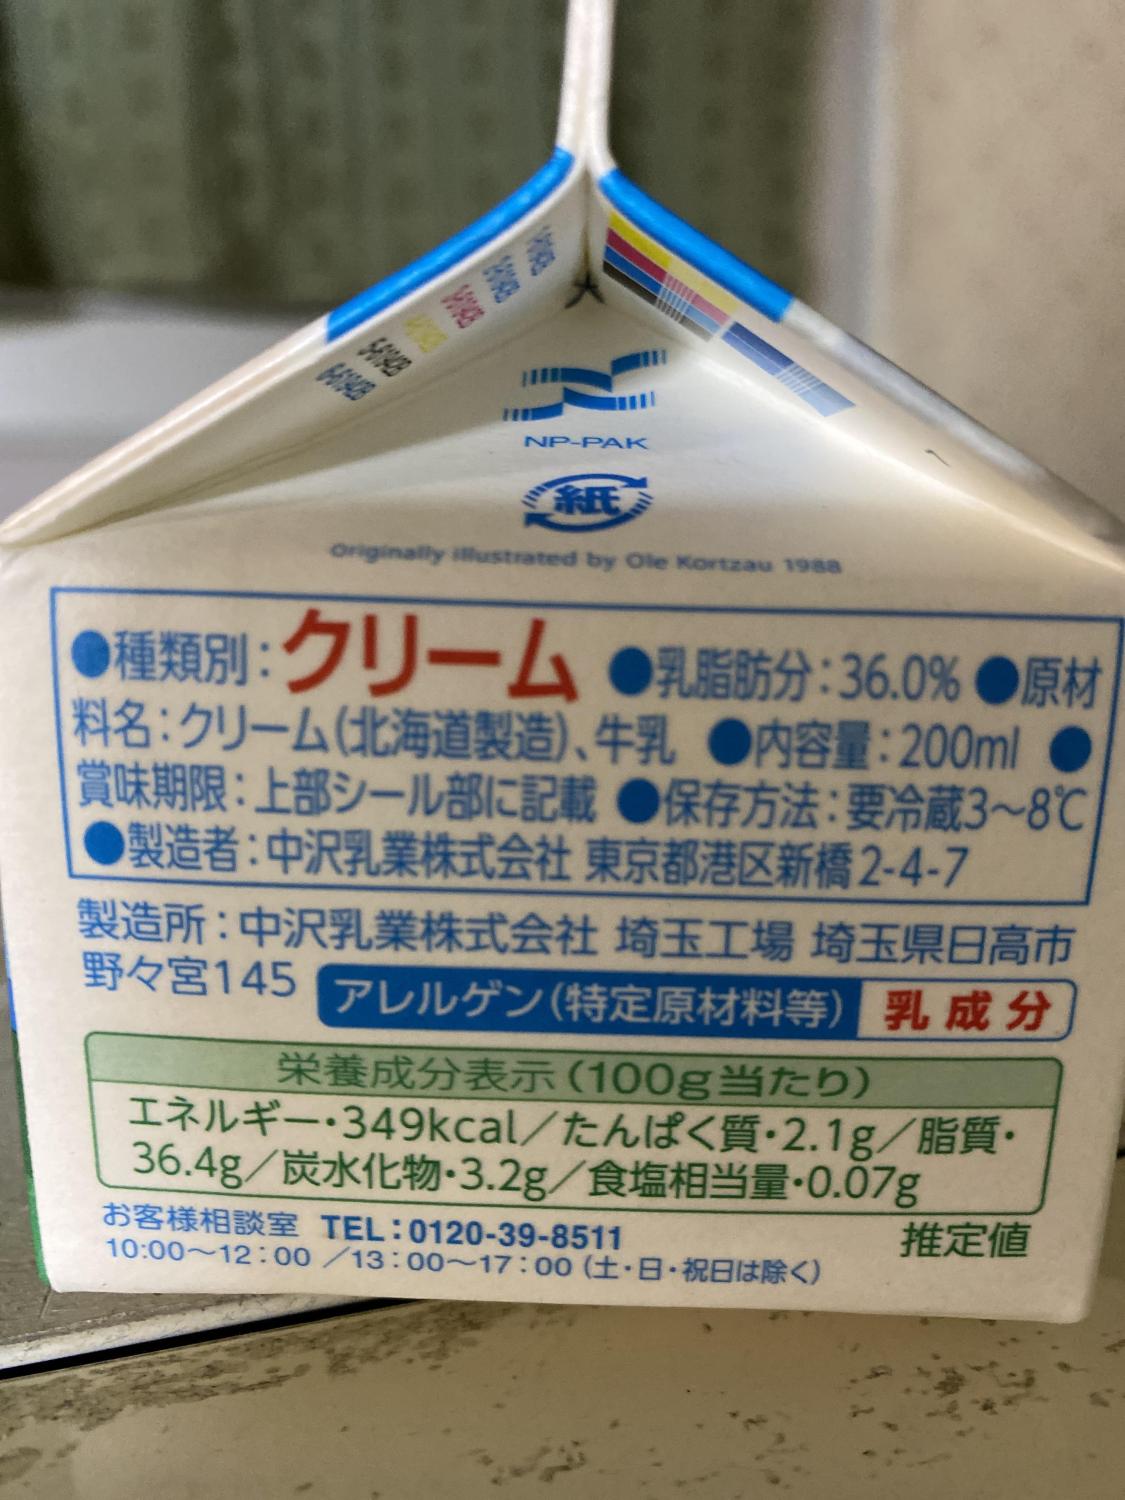 NP-PAK
紙
Originally illustrated by Ole Kortzau 1988
●種類別：クリーム ●乳脂肪分：36.0% ●原材
料名：クリーム(北海道製造)、牛乳 ●内容量：200ml ●
賞味期限：上部シール部に記載 ●保存方法：要冷蔵3～8℃
●製造者：中沢乳業株式会社 東京都港区新橋2-4-7
製造所：中沢乳業株式会社 埼玉工場 埼玉県日高市
野々宮145 アレルゲン(特定原材料等) 乳成分
栄養成分表示(100g当たり)
エネルギー・349kcal／たんぱく質・2.1g／脂質・
36.4g／炭水化物・3.2g／食塩相当量・0.07g
推定値
お客様相談室 TEL：0120-39-8511
10:00～12：00 ／13：00～17：00 (土・日・祝日は除く)